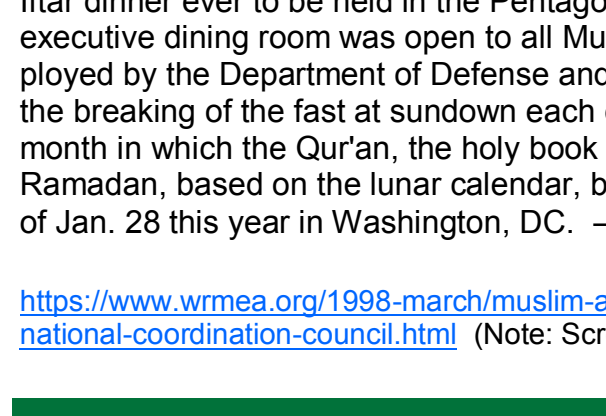 Iftar dinner ever to be held in the Pentago
executive dining room was open to all Mu
ployed by the Department of Defense and
the breaking of the fast at sundown each
month in which the Qur'an, the holy book
Ramadan, based on the lunar calendar, b
of Jan. 28 this year in Washington, DC. –
https://www.wrmea.org/1998-march/muslim-a
national-coordination-council.html (Note: Scr